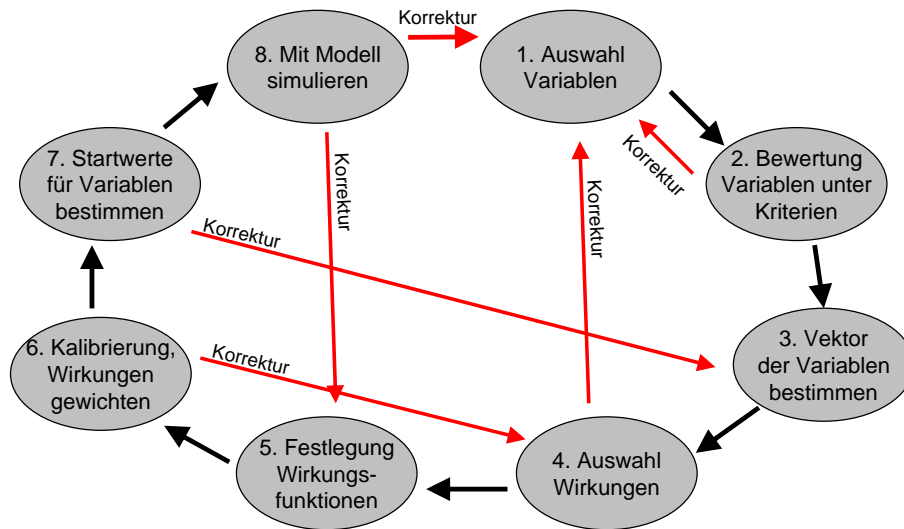 Korrektur
8. Mit Modell
simulieren
1. Auswahl
Variablen
7. Startwerte
für Variablen
bestimmen
Korrektur
Korrektur
2. Bewertung
Variablen unter
Kriterien
Korrektur
Korrektur
6. Kalibrierung,
Wirkungen
gewichten
Korrektur
3. Vektor
der Variablen
bestimmen
5. Festlegung
Wirkungs-
funktionen
4. Auswahl
Wirkungen